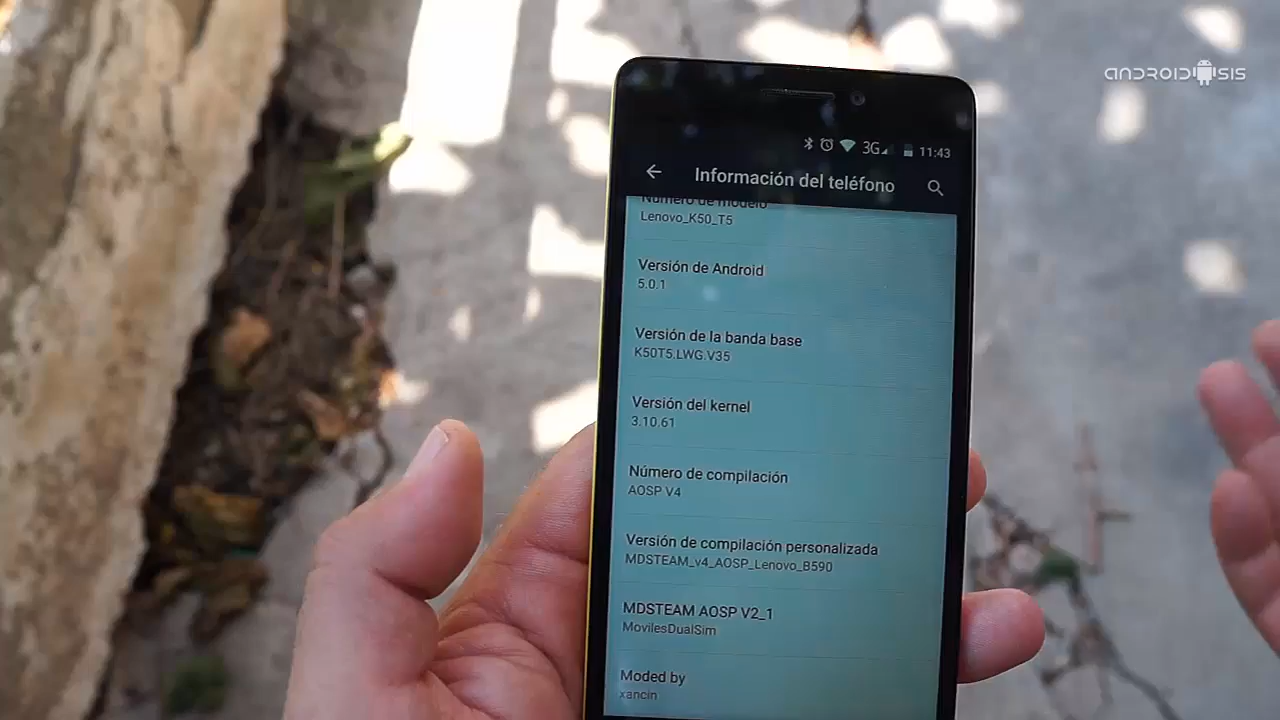 ANDROIDSIS
3G 11:43
Información del teléfono
Número de modelo
Lenovo_K50_T5
Versión de Android
5.0.1
Versión de la banda base
K50T5.LWG.V35
Versión del kernel
3.10.61
Número de compilación
AOSP V4
Versión de compilación personalizada
MDSTEAM_v4_AOSP_Lenovo_B590
MDSTEAM AOSP V2_1
MovilesDualSim
Moded by
xancin